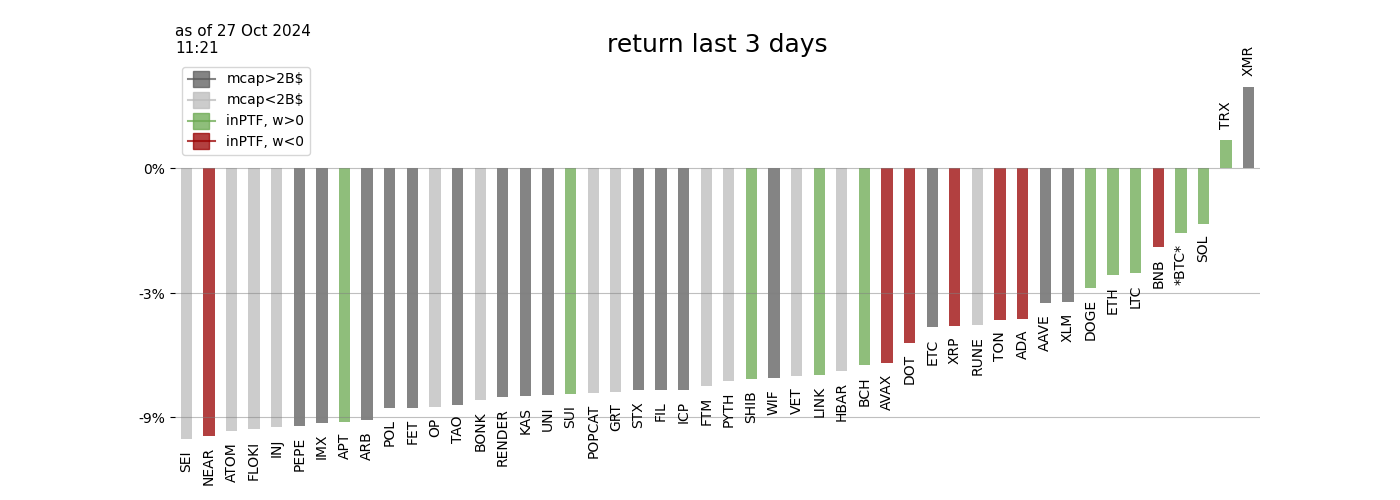 as of 27 Oct 2024
11:21
return last 3 days
mcap>2B$
mcap<2B$
inPTF, w>0
inPTF, w<0
0%
-3%
-9%
SEI
NEAR
ATOM
FLOKI
INJ
PEPE
IMX
APT
ARB
POL
FET
OP
TAO
BONK
RENDER
KAS
UNI
SUI
POPCAT
GRT
STX
FIL
ICP
FTM
PYTH
SHIB
WIF
VET
LINK
HBAR
BCH
AVAX
DOT
ETC
XRP
RUNE
TON
ADA
AAVE
XLM
DOGE
ETH
LTC
BNB
*BTC*
SOL
TRX
XMR